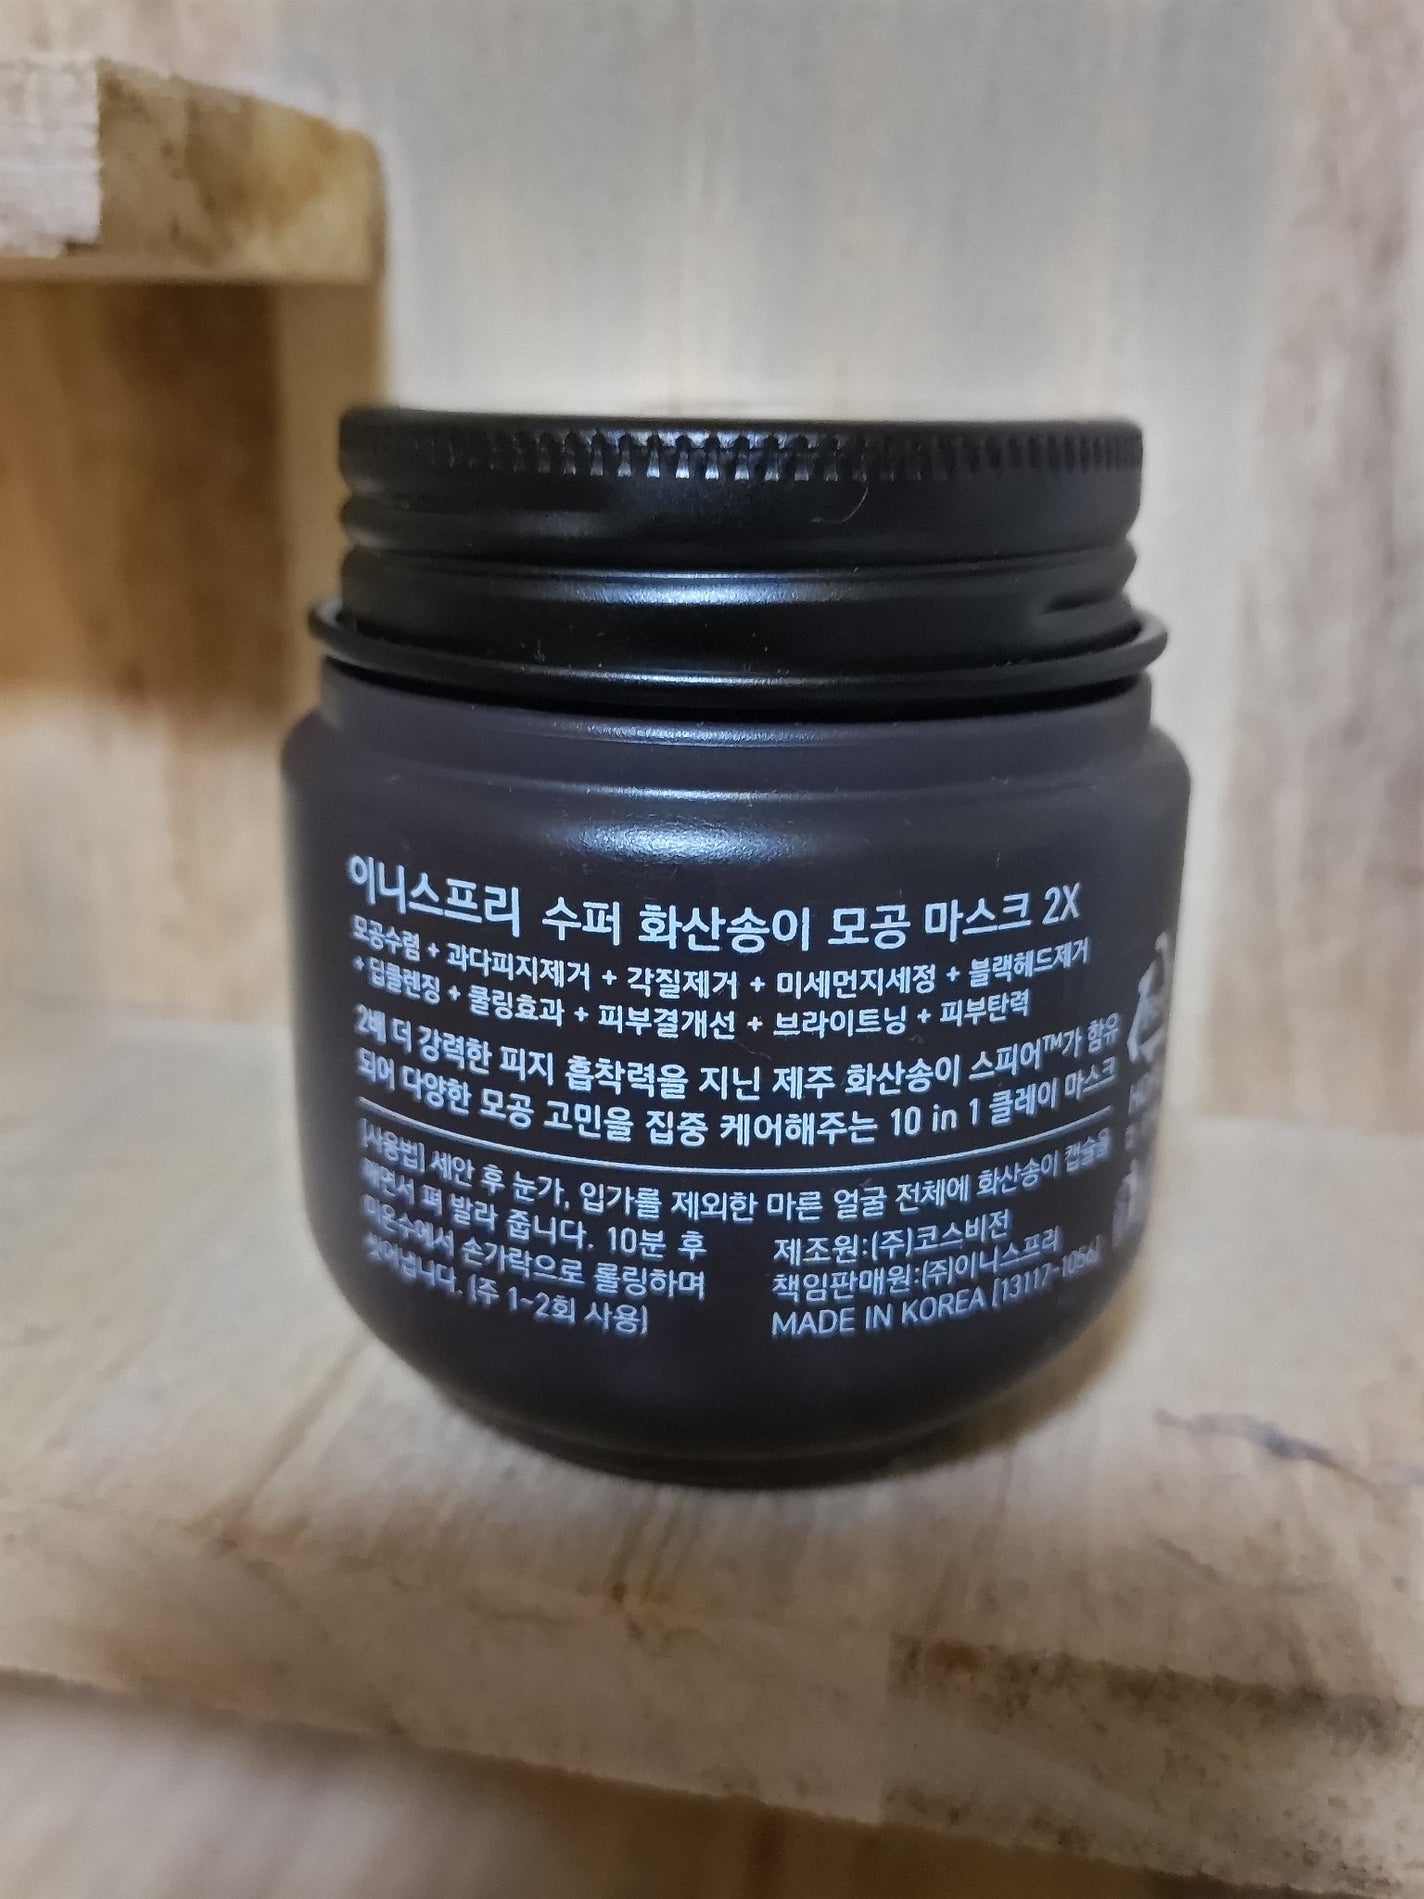 이니스프리 수퍼 화산송이 모공 마스크 2X
모공수렴 + 과다피지제거 + 각질제거 + 미세먼지세정 + 블랙헤드제거
+ 딥클렌징 + 쿨링효과 + 피부결개선 + 브라이트닝 + 피부탄력
2배 더 강력한 피지 흡착력을 지닌 제주 화산송이 스피어™가 함유
되어 다양한 모공 고민을 집중 케어해주는 10 in 1 클레이 마스크
[사용법] 세안 후 눈가, 입가를 제외한 마른 얼굴 전체에 화산송이 캡슐을
깨면서 펴 발라 줍니다. 10분 후
미온수에서 손가락으로 롤링하며
씻어냅니다. (주 1~2회 사용)
제조원:(주)코스비전
책임판매원:(주)이니스프리
MADE IN KOREA [13117-1056]